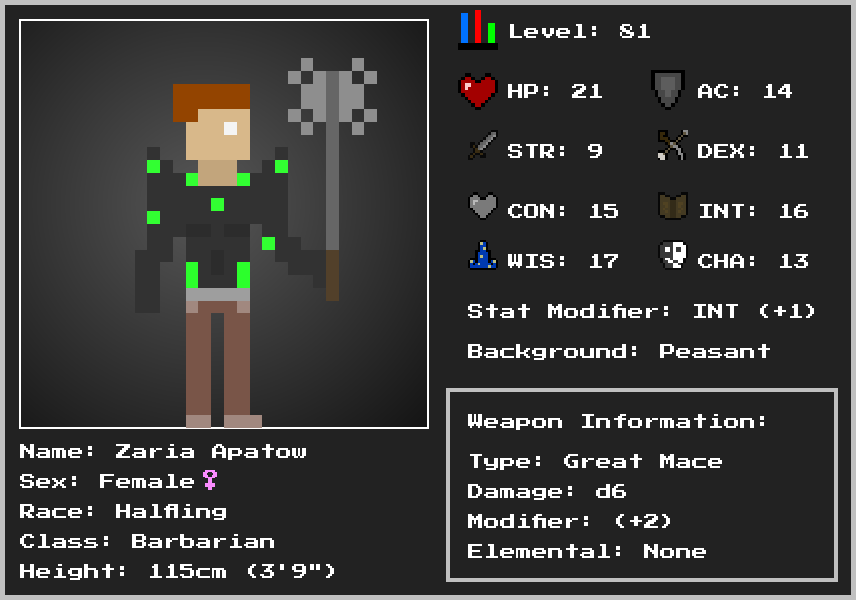 Level: 81
HP: 21 AC: 14
STR: 9 DEX: 11
CON: 15 INT: 16
WIS: 17 CHA: 13
Stat Modifier: INT (+1)
Background: Peasant
Name: Zaria Apatow
Sex: Female♀
Race: Halfling
Class: Barbarian
Height: 115cm (3'9")
Weapon Information:
Type: Great Mace
Damage: d6
Modifier: (+2)
Elemental: None